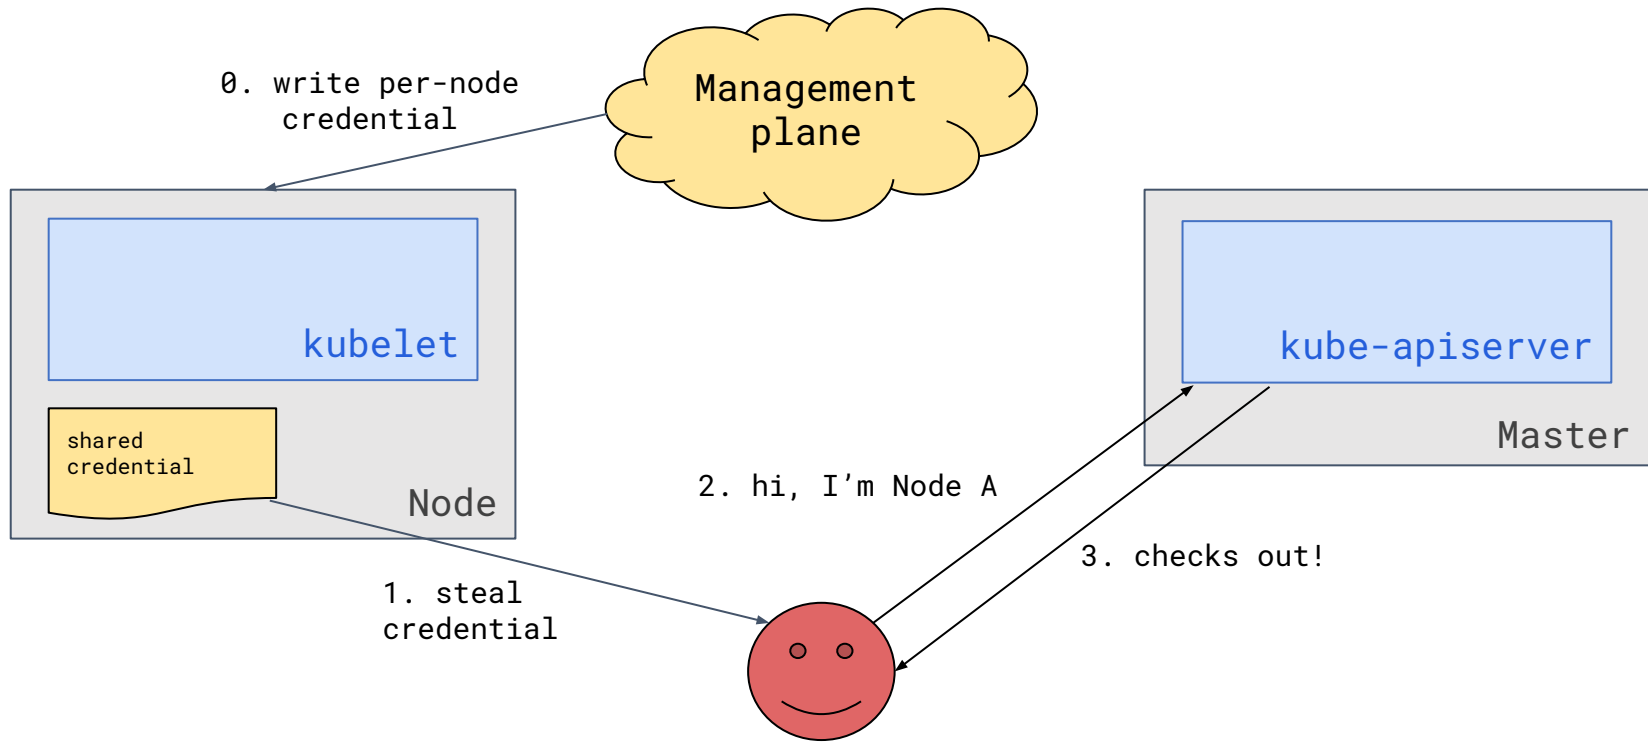 0. write per-node
credential
Management
plane
kubelet
shared
credential
Node
kube-apiserver
Master
1. steal
credential
2. hi, I’m Node A
3. checks out!